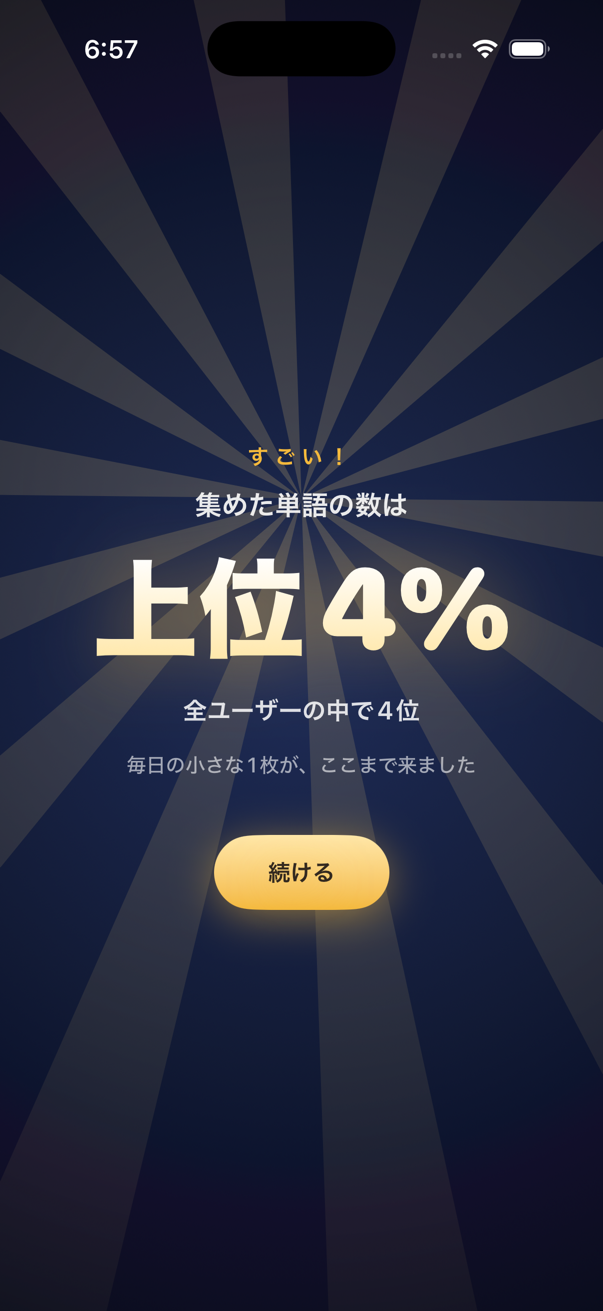 6:57
すごい！
集めた単語の数は
上位4%
全ユーザーの中で4位
毎日の小さな1枚が、ここまで来ました
続ける